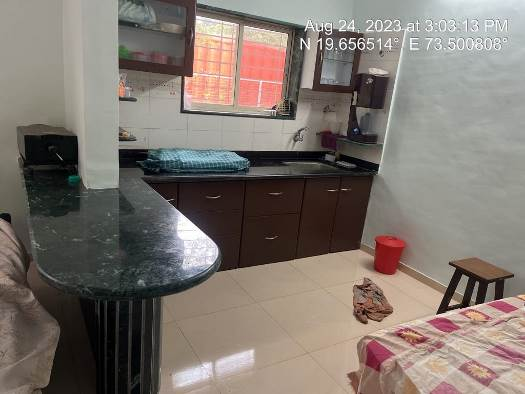 Aug 24, 2023 at 3:03:13 PM
N 19.656514° / E 73.500808°